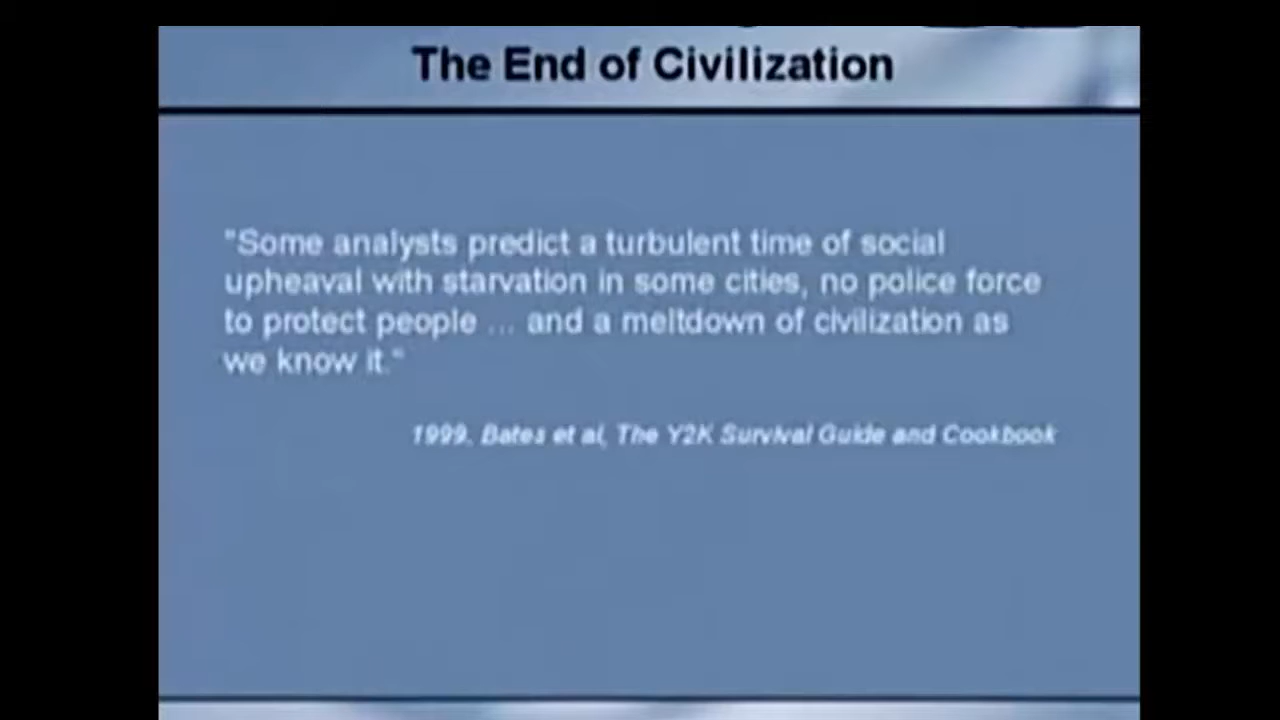 The End of Civilization
"Some analysts predict a turbulent time of social
upheaval with starvation in some cities, no police force
to protect people ... and a meltdown of civilization as
we know it."
1999. Bates et al, The Y2K Survival Guide and Cookbook